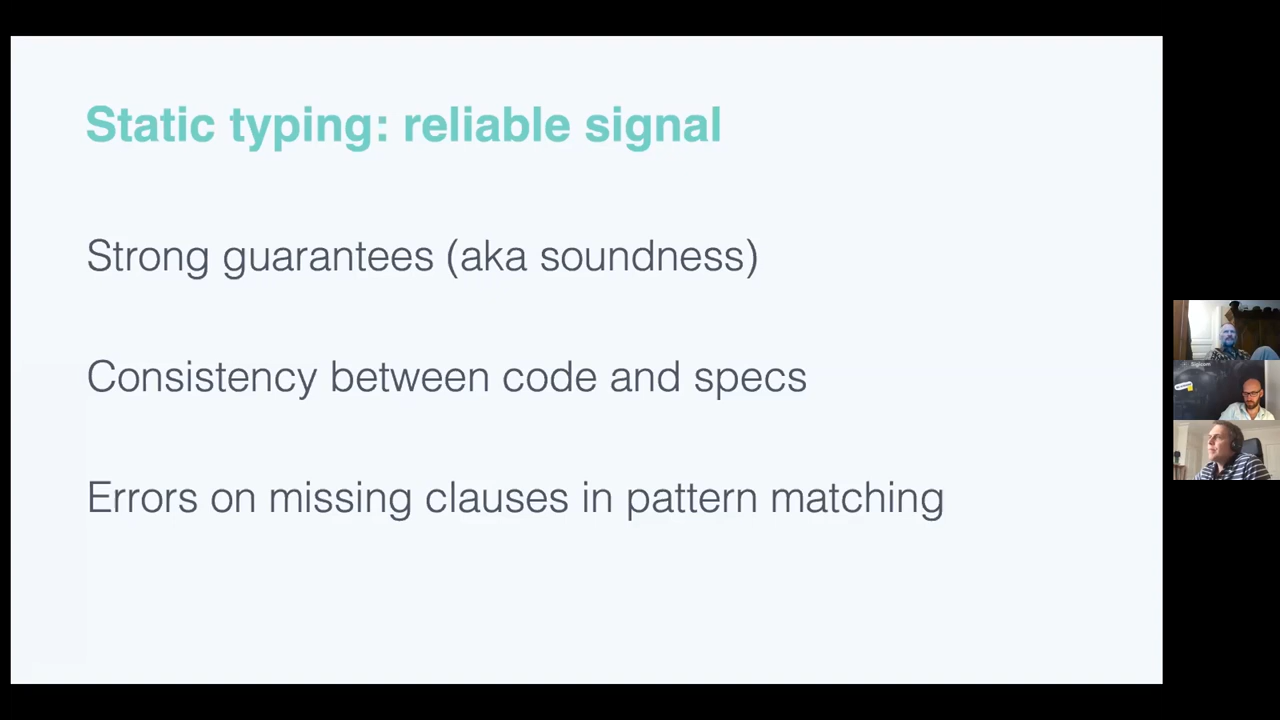 Static typing: reliable signal
Strong guarantees (aka soundness)
Consistency between code and specs
Errors on missing clauses in pattern matching